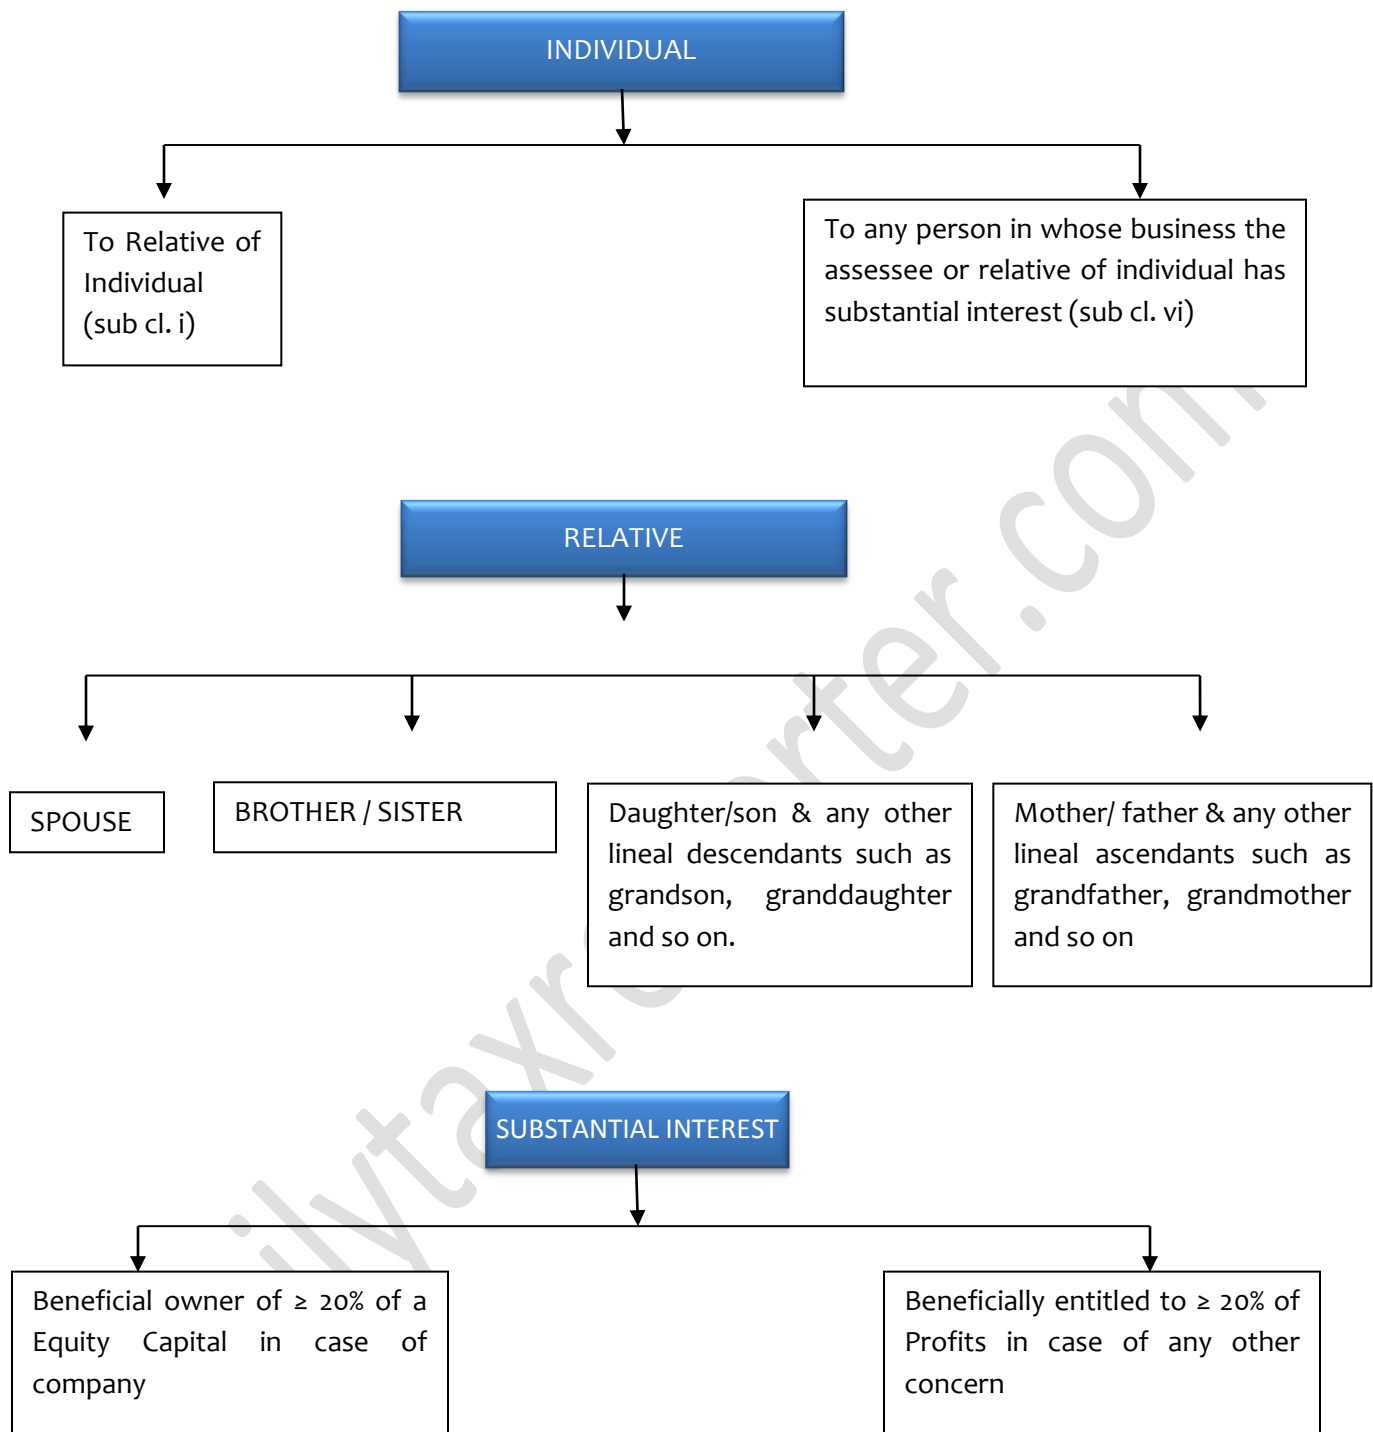 INDIVIDUAL
To Relative of
Individual
(sub cl. i)
To any person in whose business the
assessee or relative of individual has
substantial interest (sub cl. vi)
RELATIVE
SPOUSE
BROTHER / SISTER
Daughter/son & any other
lineal descendants such as
grandson, granddaughter
and so on.
Mother/ father & any other
lineal ascendants such as
grandfather, grandmother
and so on
SUBSTANTIAL INTEREST
Beneficial owner of ≥ 20% of a
Equity Capital in case of
company
Beneficially entitled to ≥ 20% of
Profits in case of any other
concern